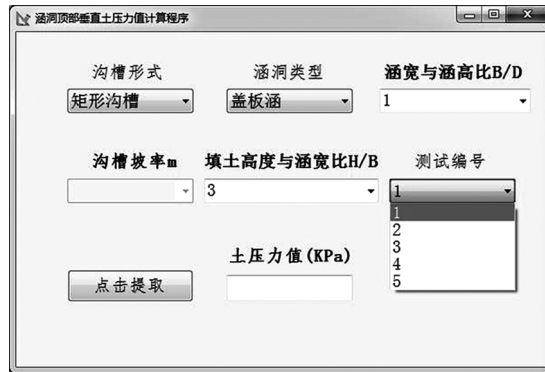 涵洞顶部垂直土压力值计算程序
沟槽形式 涵洞类型 涵宽与涵高比B/D
矩形沟槽 盖板涵 1
沟槽坡率m 填土高度与涵宽比H/B 测试编号
3 1
1
2
3
4
5
土压力值(KPa)
点击提取